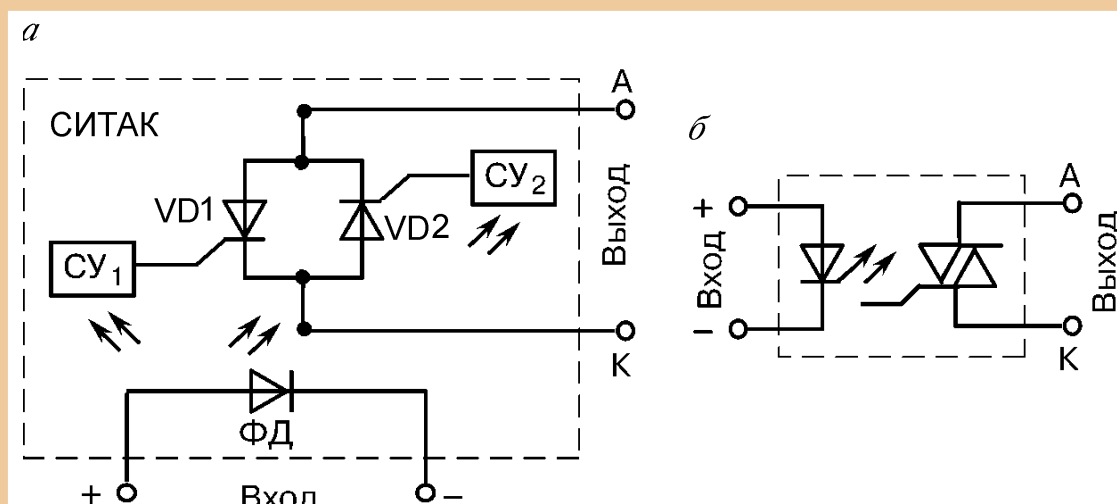 а
СИТАК
VD1
VD2
СУ1
СУ2
А
Выход
К
ФД
+ Вход –
б
+
Вход
–
А
Выход
К